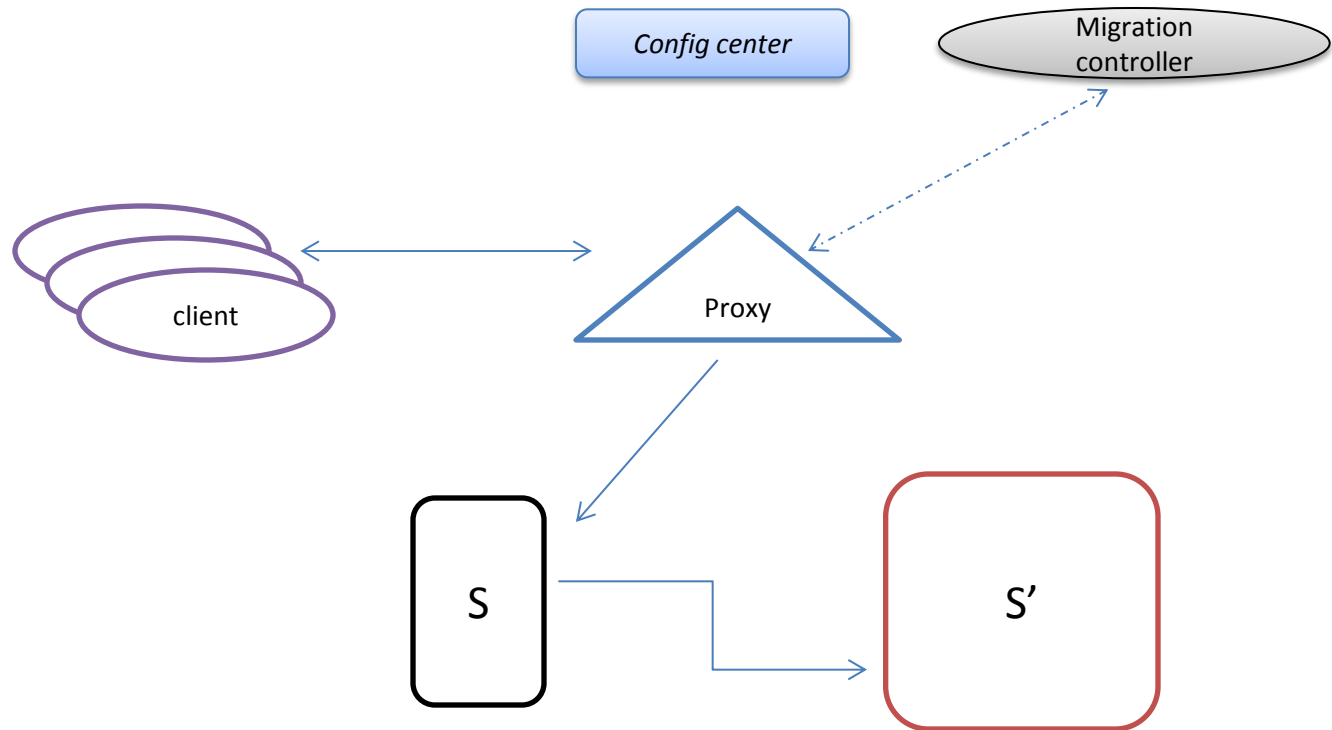 Config center
Migration
controller
client
Proxy
S
S’